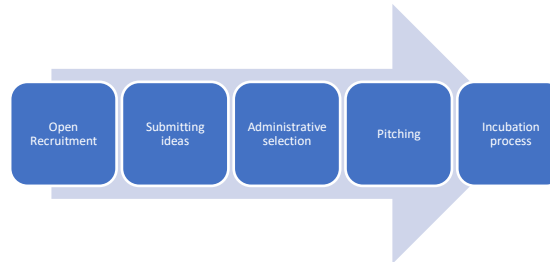 Open
Recruitment
Submitting
ideas
Administrative
selection
Pitching
Incubation
process